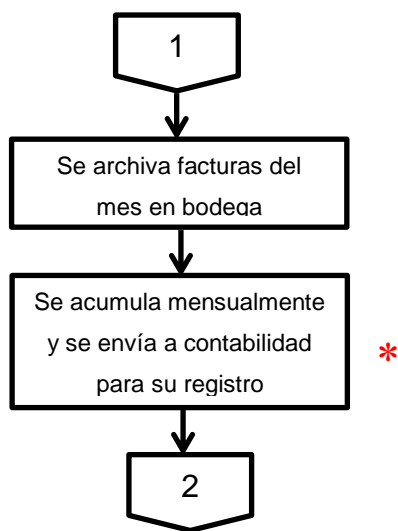 1
Se archiva facturas del
mes en bodega
Se acumula mensualmente
y se envía a contabilidad
para su registro
*
2